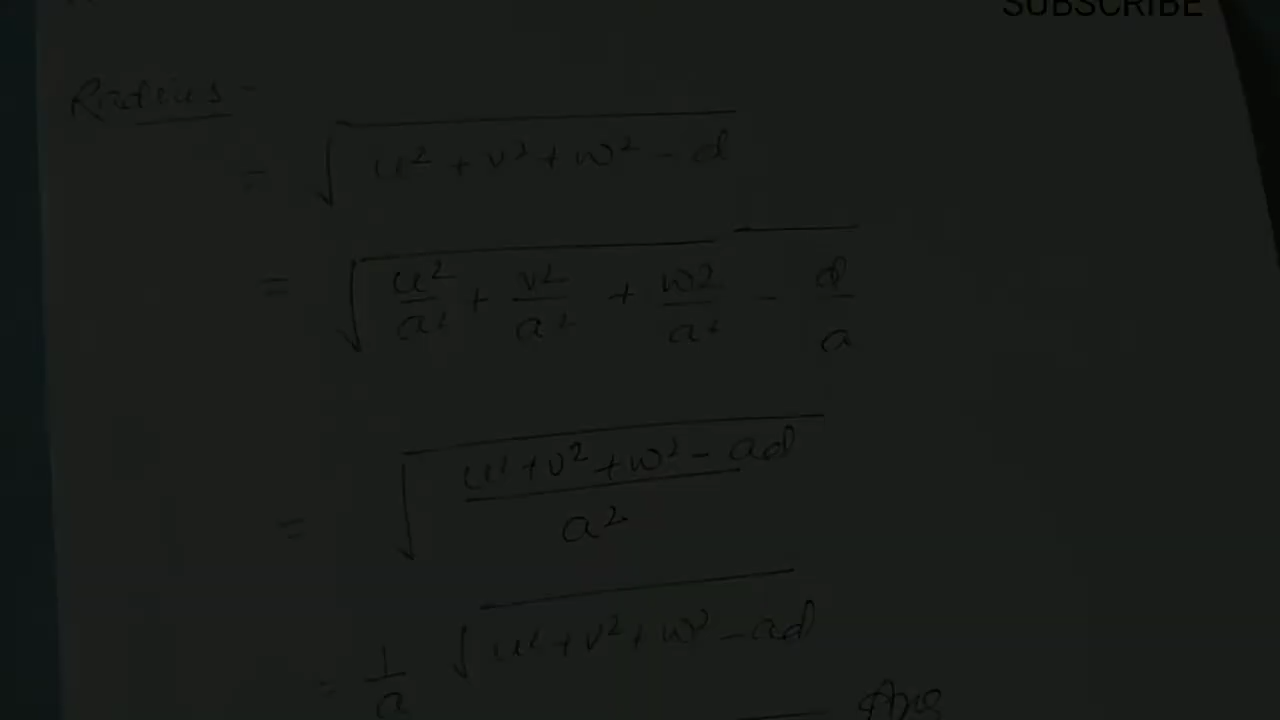 SUBSCRIBE
Radius -
= √(u² + v² + w² - d)
= √(u²/a² + v²/a² + w²/a² - d/a)
= √((u² + v² + w² - ad)/a²)
= 1/a √(u² + v² + w² - ad)
Ans